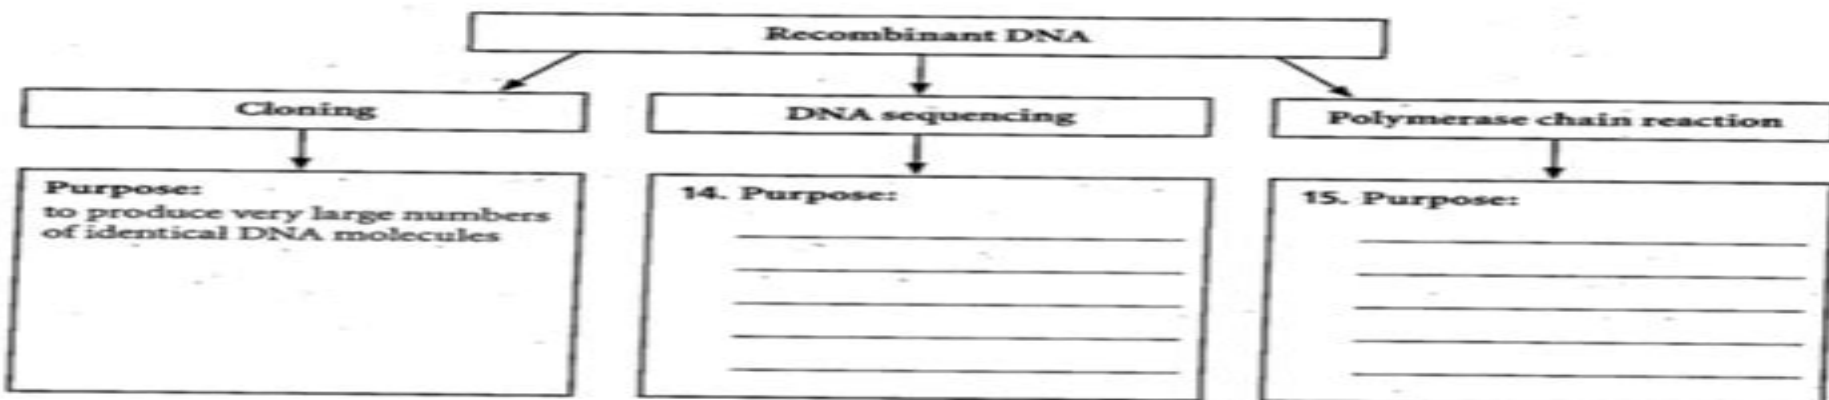 Recombinant DNA
Cloning
DNA sequencing
Polymerase chain reaction
Purpose:
to produce very large numbers
of identical DNA molecules
14. Purpose:
15. Purpose: